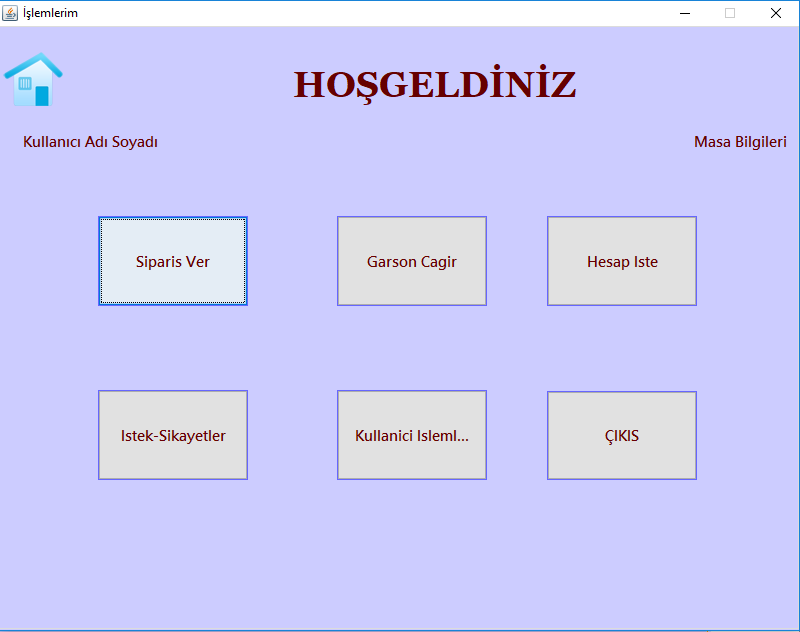 İşlemlerim
HOŞGELDİNİZ
Kullanıcı Adı Soyadı
Masa Bilgileri
Siparis Ver
Garson Cagir
Hesap Iste
Istek-Sikayetler
Kullanici Isleml...
ÇIKIS